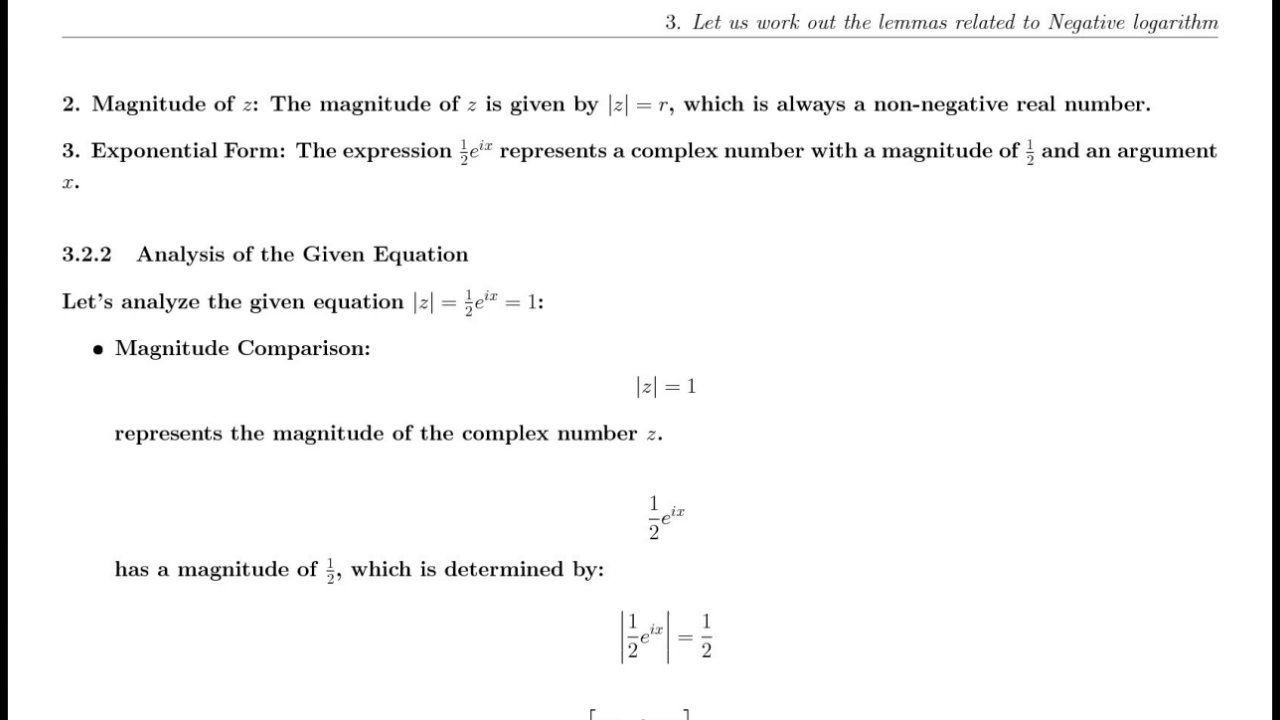 3. Let us work out the lemmas related to Negative logarithm
2. Magnitude of z: The magnitude of z is given by |z| = r, which is always a non-negative real number.
3. Exponential Form: The expression ½e^{ix} represents a complex number with a magnitude of ½ and an argument
x.
3.2.2 Analysis of the Given Equation
Let's analyze the given equation |z| = ½e^{ix} = 1:
• Magnitude Comparison:
|z| = 1
represents the magnitude of the complex number z.
½e^{ix}
has a magnitude of ½, which is determined by:
|½e^{ix}| = ½